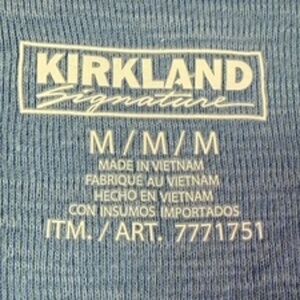 KIRKLAND
Signature
M/M/M
MADE IN VIETNAM
FABRIQUE AU VIETNAM
HECHO EN VIETNAM
CON INSUMOS IMPORTADOS
ITM. / ART. 7771751